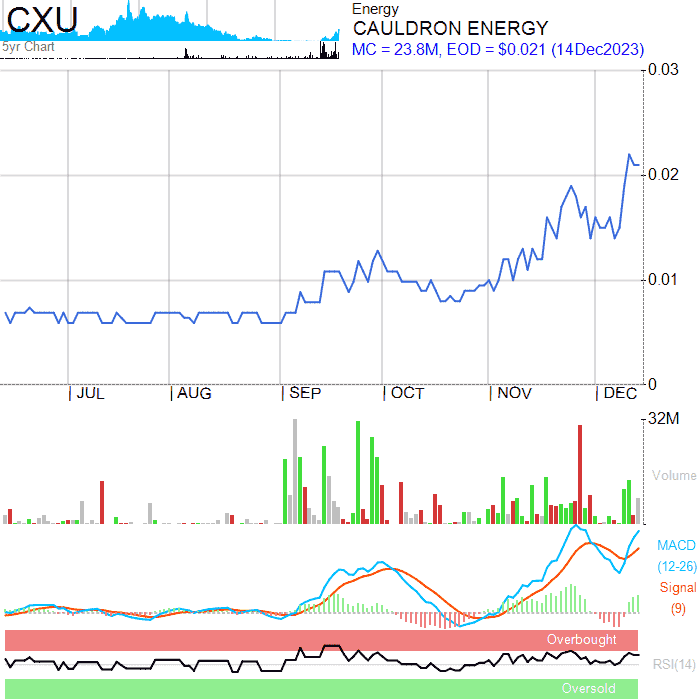 CXU
5yr Chart
Energy
CAULDRON ENERGY
MC = 23.8M, EOD = $0.021 (14Dec2023)
0.03
0.02
0.01
0
JUL
AUG
SEP
OCT
NOV
DEC
32M
Volume
MACD
(12-26)
Signal
(9)
Overbought
RSI(14)
Oversold